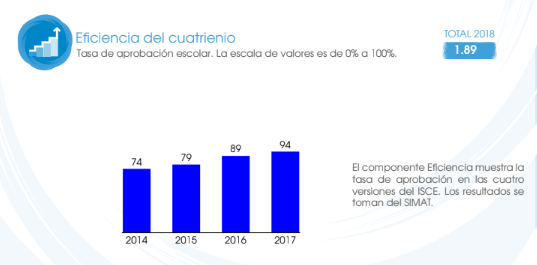 Eficiencia del cuatrienio
Tasa de aprobación escolar. La escala de valores es de 0% a 100%.
TOTAL 2018
1.89
74
79
89
94
2014
2015
2016
2017
El componente Eficiencia muestra la
tasa de aprobación en las cuatro
versiones del ISCE. Los resultados se
toman del SIMAT.